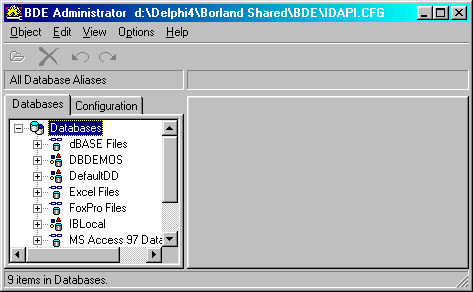 BDE Administrator d:\Delphi4\Borland Shared\BDE\IDAPI.CFG
Object Edit View Options Help
All Database Aliases
Databases Configuration
Databases
dBASE Files
DBDEMOS
DefaultDD
Excel Files
FoxPro Files
IBLocal
MS Access 97 Data
9 items in Databases.